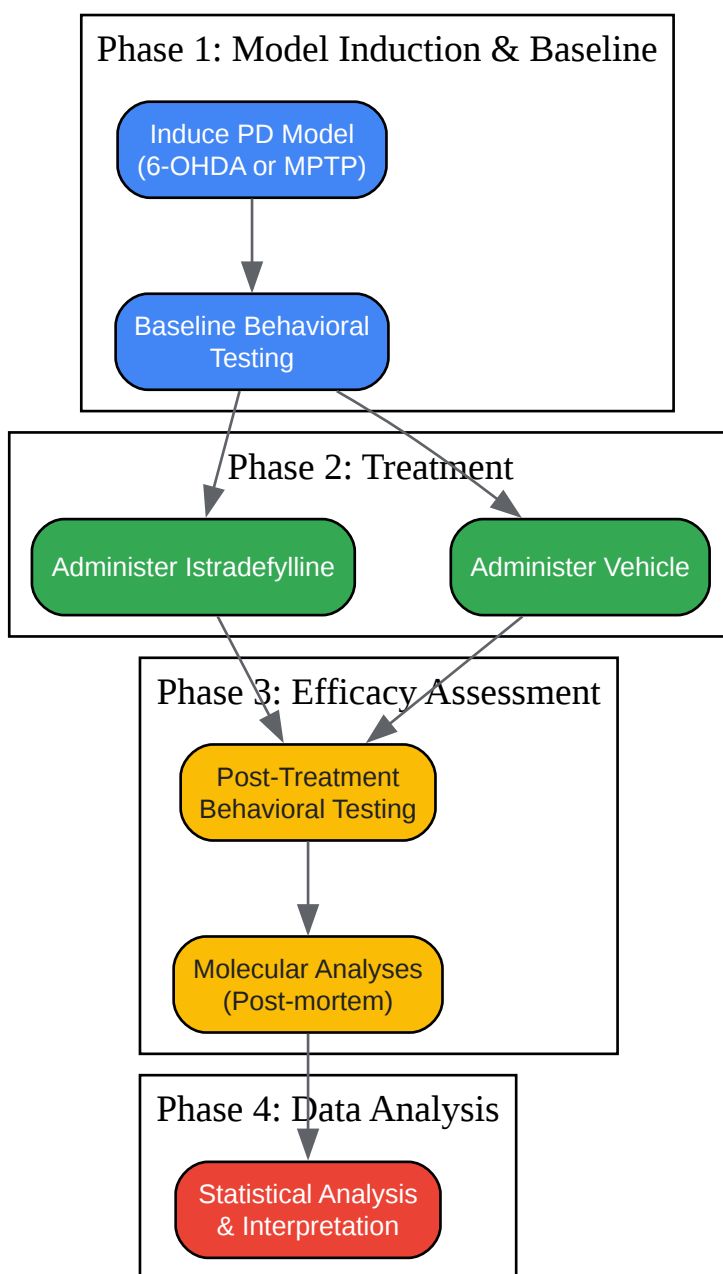 Phase 1: Model Induction & Baseline
Induce PD Model
(6-OHDA or MPTP)
Baseline Behavioral
Testing
Phase 2: Treatment
Administer Istradefylline
Administer Vehicle
Phase 3: Efficacy Assessment
Post-Treatment
Behavioral Testing
Molecular Analyses
(Post-mortem)
Phase 4: Data Analysis
Statistical Analysis
& Interpretation